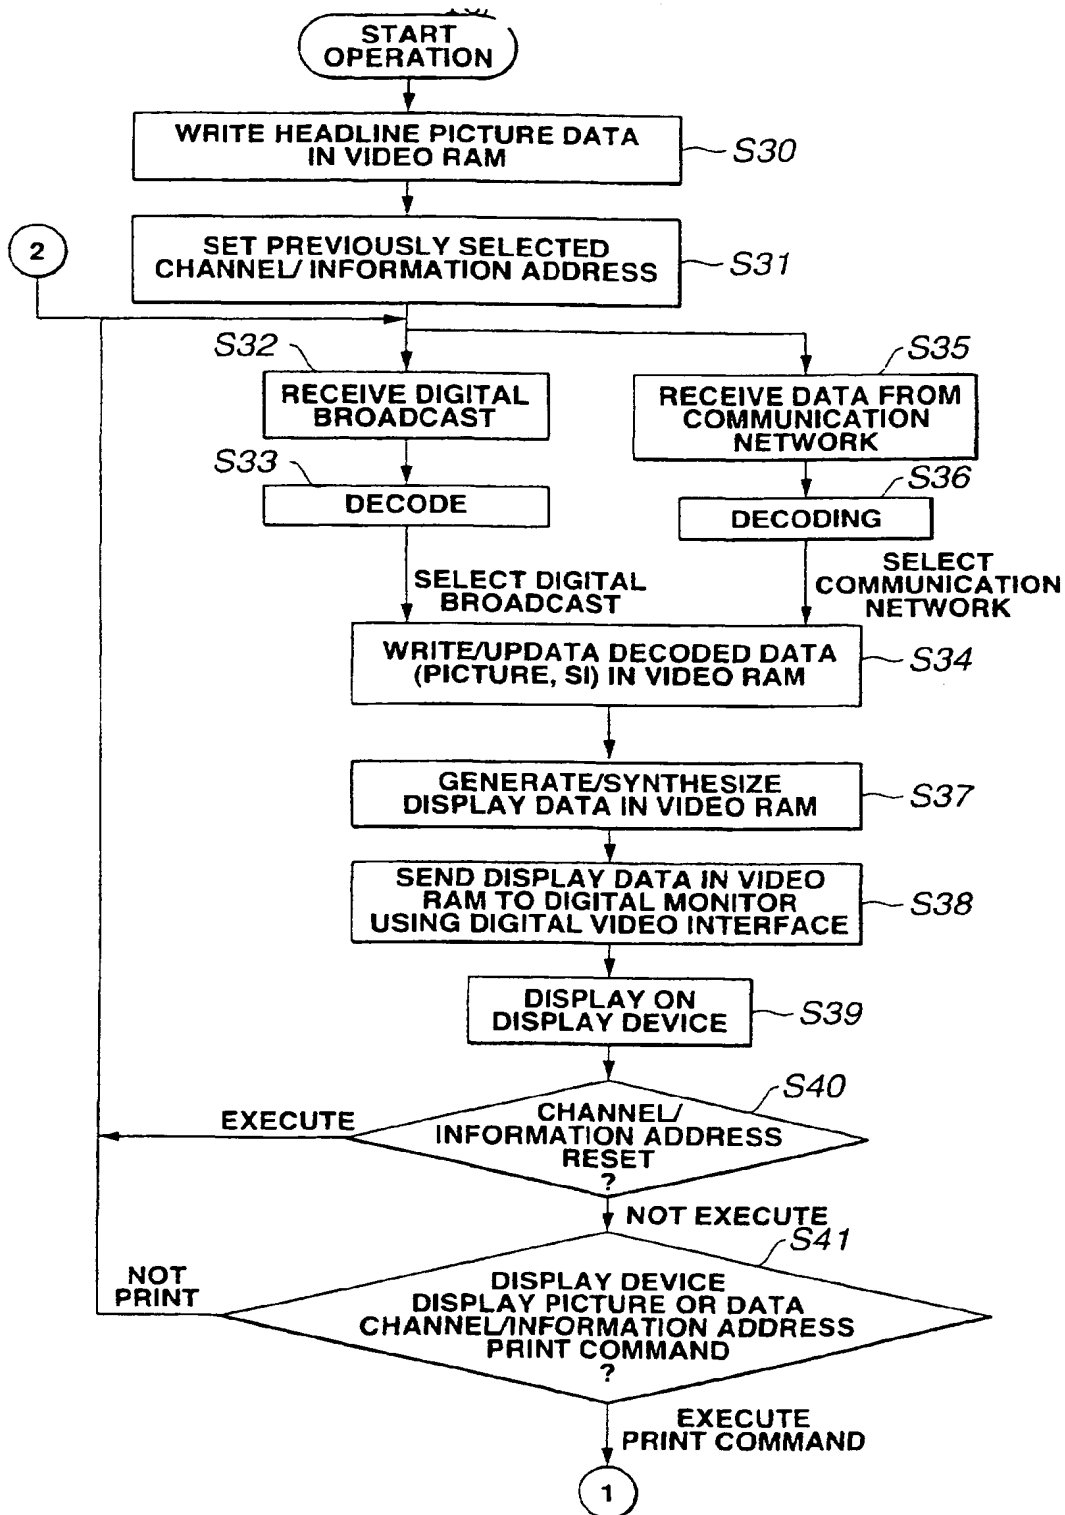 START
OPERATION
WRITE HEADLINE PICTURE DATA
IN VIDEO RAM
S30
2
SET PREVIOUSLY SELECTED
CHANNEL/ INFORMATION ADDRESS
S31
S32
RECEIVE DIGITAL
BROADCAST
S35
RECEIVE DATA FROM
COMMUNICATION
NETWORK
S33
DECODE
S36
DECODING
SELECT DIGITAL
BROADCAST
SELECT
COMMUNICATION
NETWORK
WRITE/UPDATA DECODED DATA
(PICTURE, SI) IN VIDEO RAM
S34
GENERATE/SYNTHESIZE
DISPLAY DATA IN VIDEO RAM
S37
SEND DISPLAY DATA IN VIDEO
RAM TO DIGITAL MONITOR
USING DIGITAL VIDEO INTERFACE
S38
DISPLAY ON
DISPLAY DEVICE
S39
S40
EXECUTE
CHANNEL/
INFORMATION ADDRESS
RESET
?
NOT EXECUTE
S41
NOT
PRINT
DISPLAY DEVICE
DISPLAY PICTURE OR DATA
CHANNEL/INFORMATION ADDRESS
PRINT COMMAND
?
EXECUTE
PRINT COMMAND
1